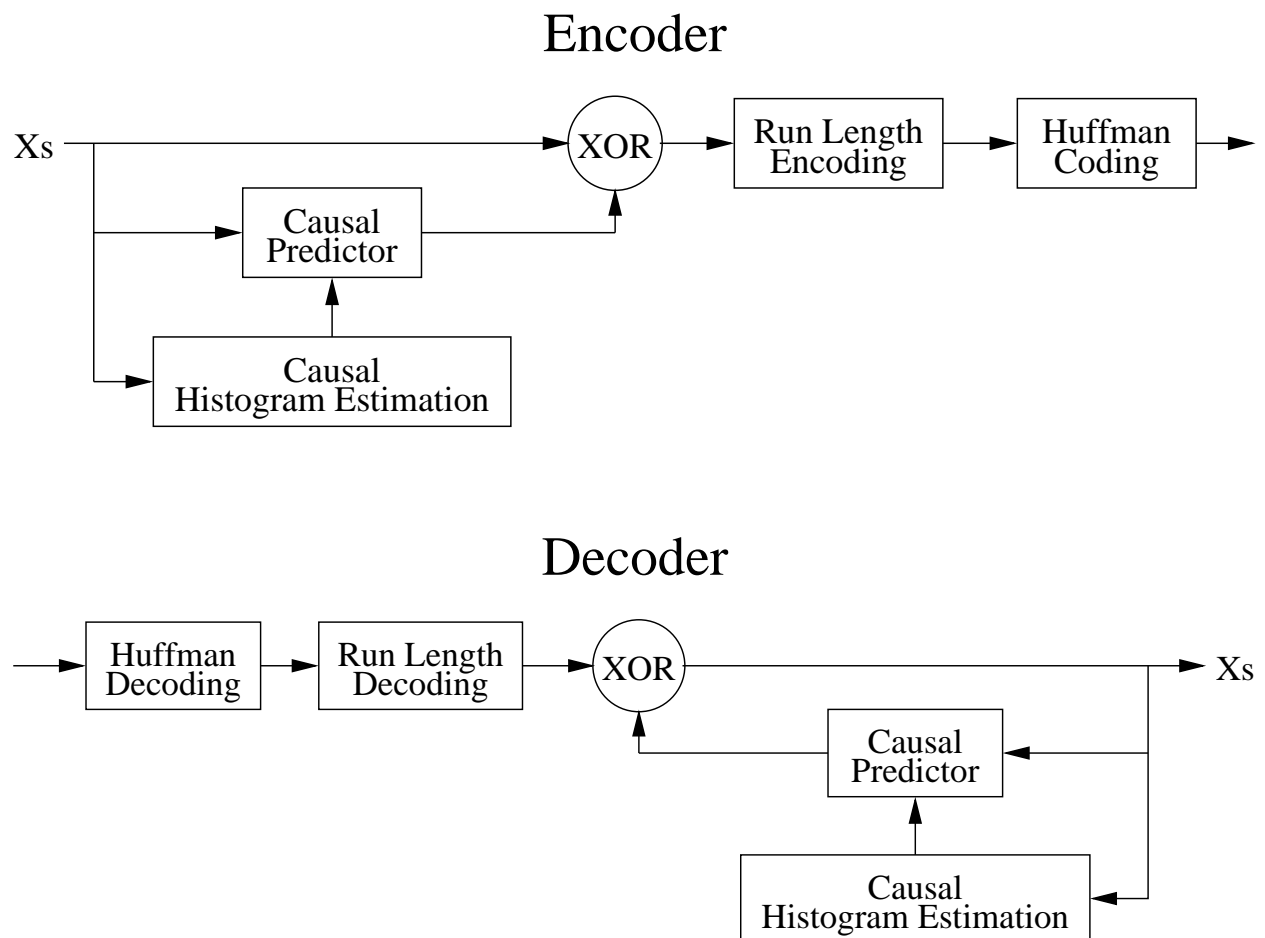 Encoder
Xs
XOR
Run Length
Encoding
Huffman
Coding
Causal
Predictor
Causal
Histogram Estimation
Decoder
Huffman
Decoding
Run Length
Decoding
XOR
Xs
Causal
Predictor
Causal
Histogram Estimation